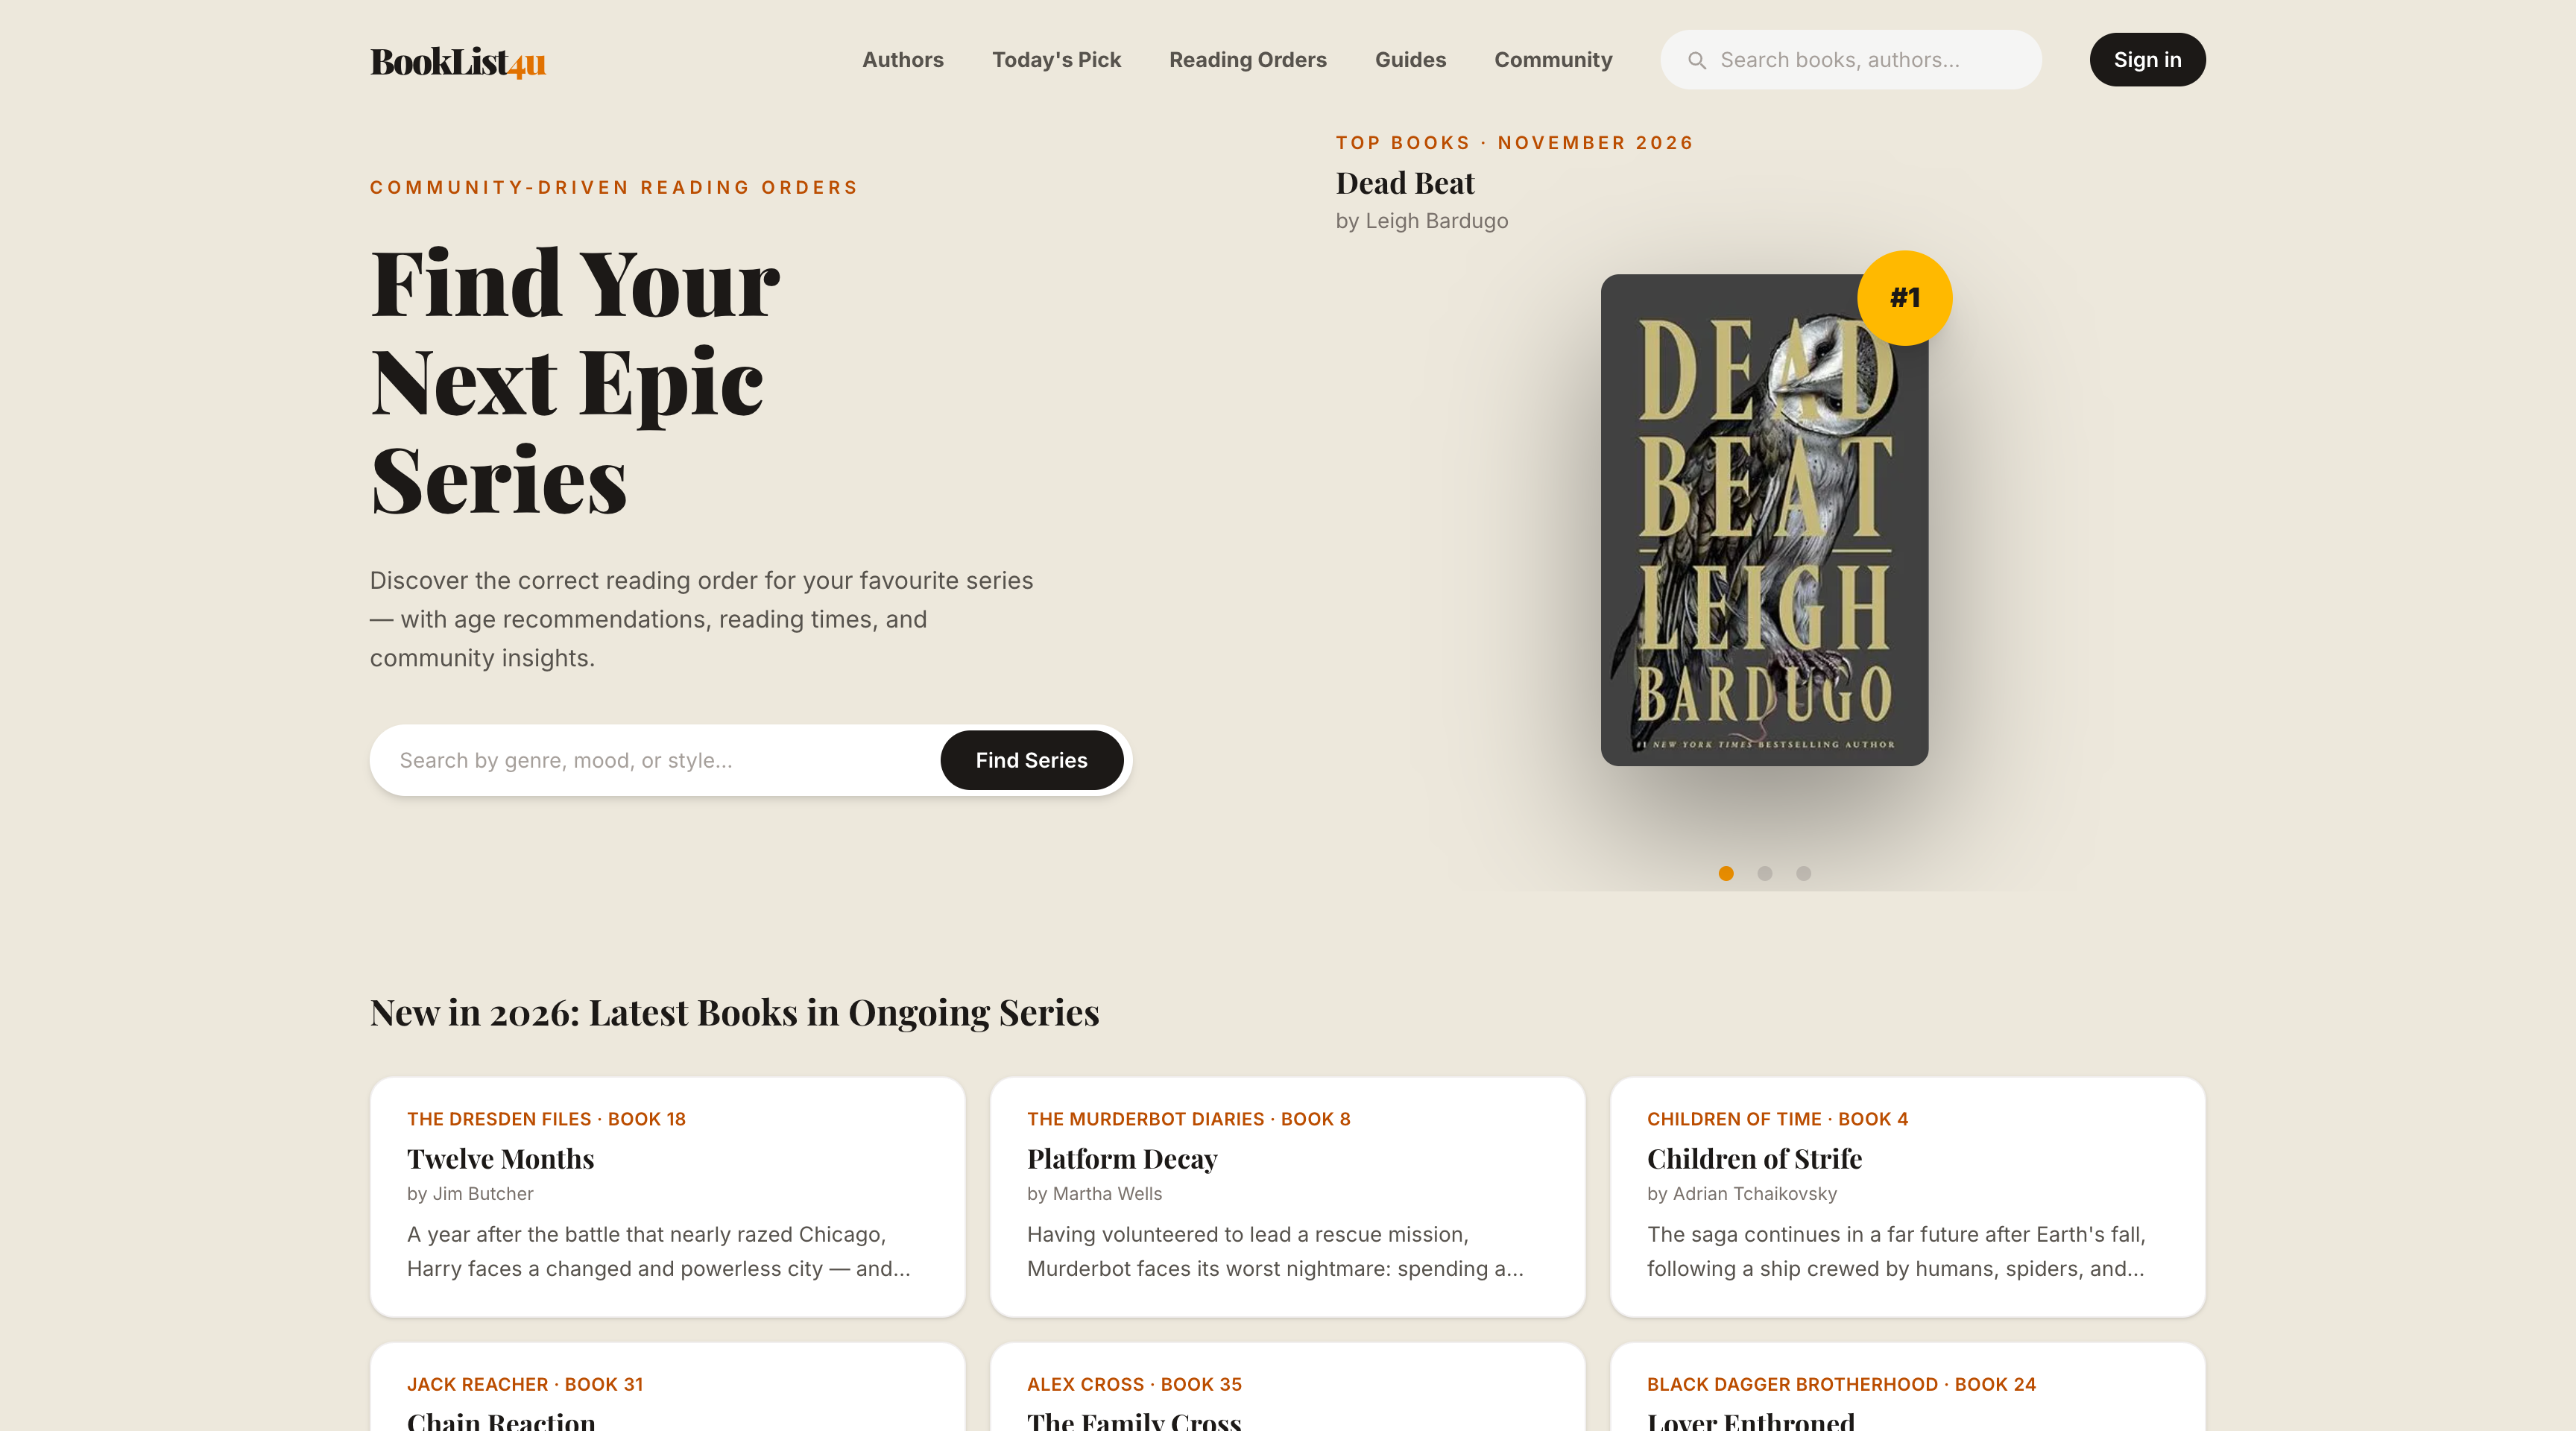 BookList4u
Authors
Today's Pick
Reading Orders
Guides
Community
Search books, authors...
Sign in
COMMUNITY-DRIVEN READING ORDERS
Find Your
Next Epic
Series
Discover the correct reading order for your favourite series
— with age recommendations, reading times, and
community insights.
Search by genre, mood, or style...
Find Series
TOP BOOKS · NOVEMBER 2026
Dead Beat
by Leigh Bardugo
#1
DEAD
BEAT
LEIGH
BARDUGO
#1 NEW YORK TIMES BESTSELLING AUTHOR
New in 2026: Latest Books in Ongoing Series
THE DRESDEN FILES · BOOK 18
Twelve Months
by Jim Butcher
A year after the battle that nearly razed Chicago,
Harry faces a changed and powerless city — and...
THE MURDERBOT DIARIES · BOOK 8
Platform Decay
by Martha Wells
Having volunteered to lead a rescue mission,
Murderbot faces its worst nightmare: spending a...
CHILDREN OF TIME · BOOK 4
Children of Strife
by Adrian Tchaikovsky
The saga continues in a far future after Earth's fall,
following a ship crewed by humans, spiders, and...
JACK REACHER · BOOK 31
Chain Reaction
ALEX CROSS · BOOK 35
The Family Cross
BLACK DAGGER BROTHERHOOD · BOOK 24
Lover Enthroned